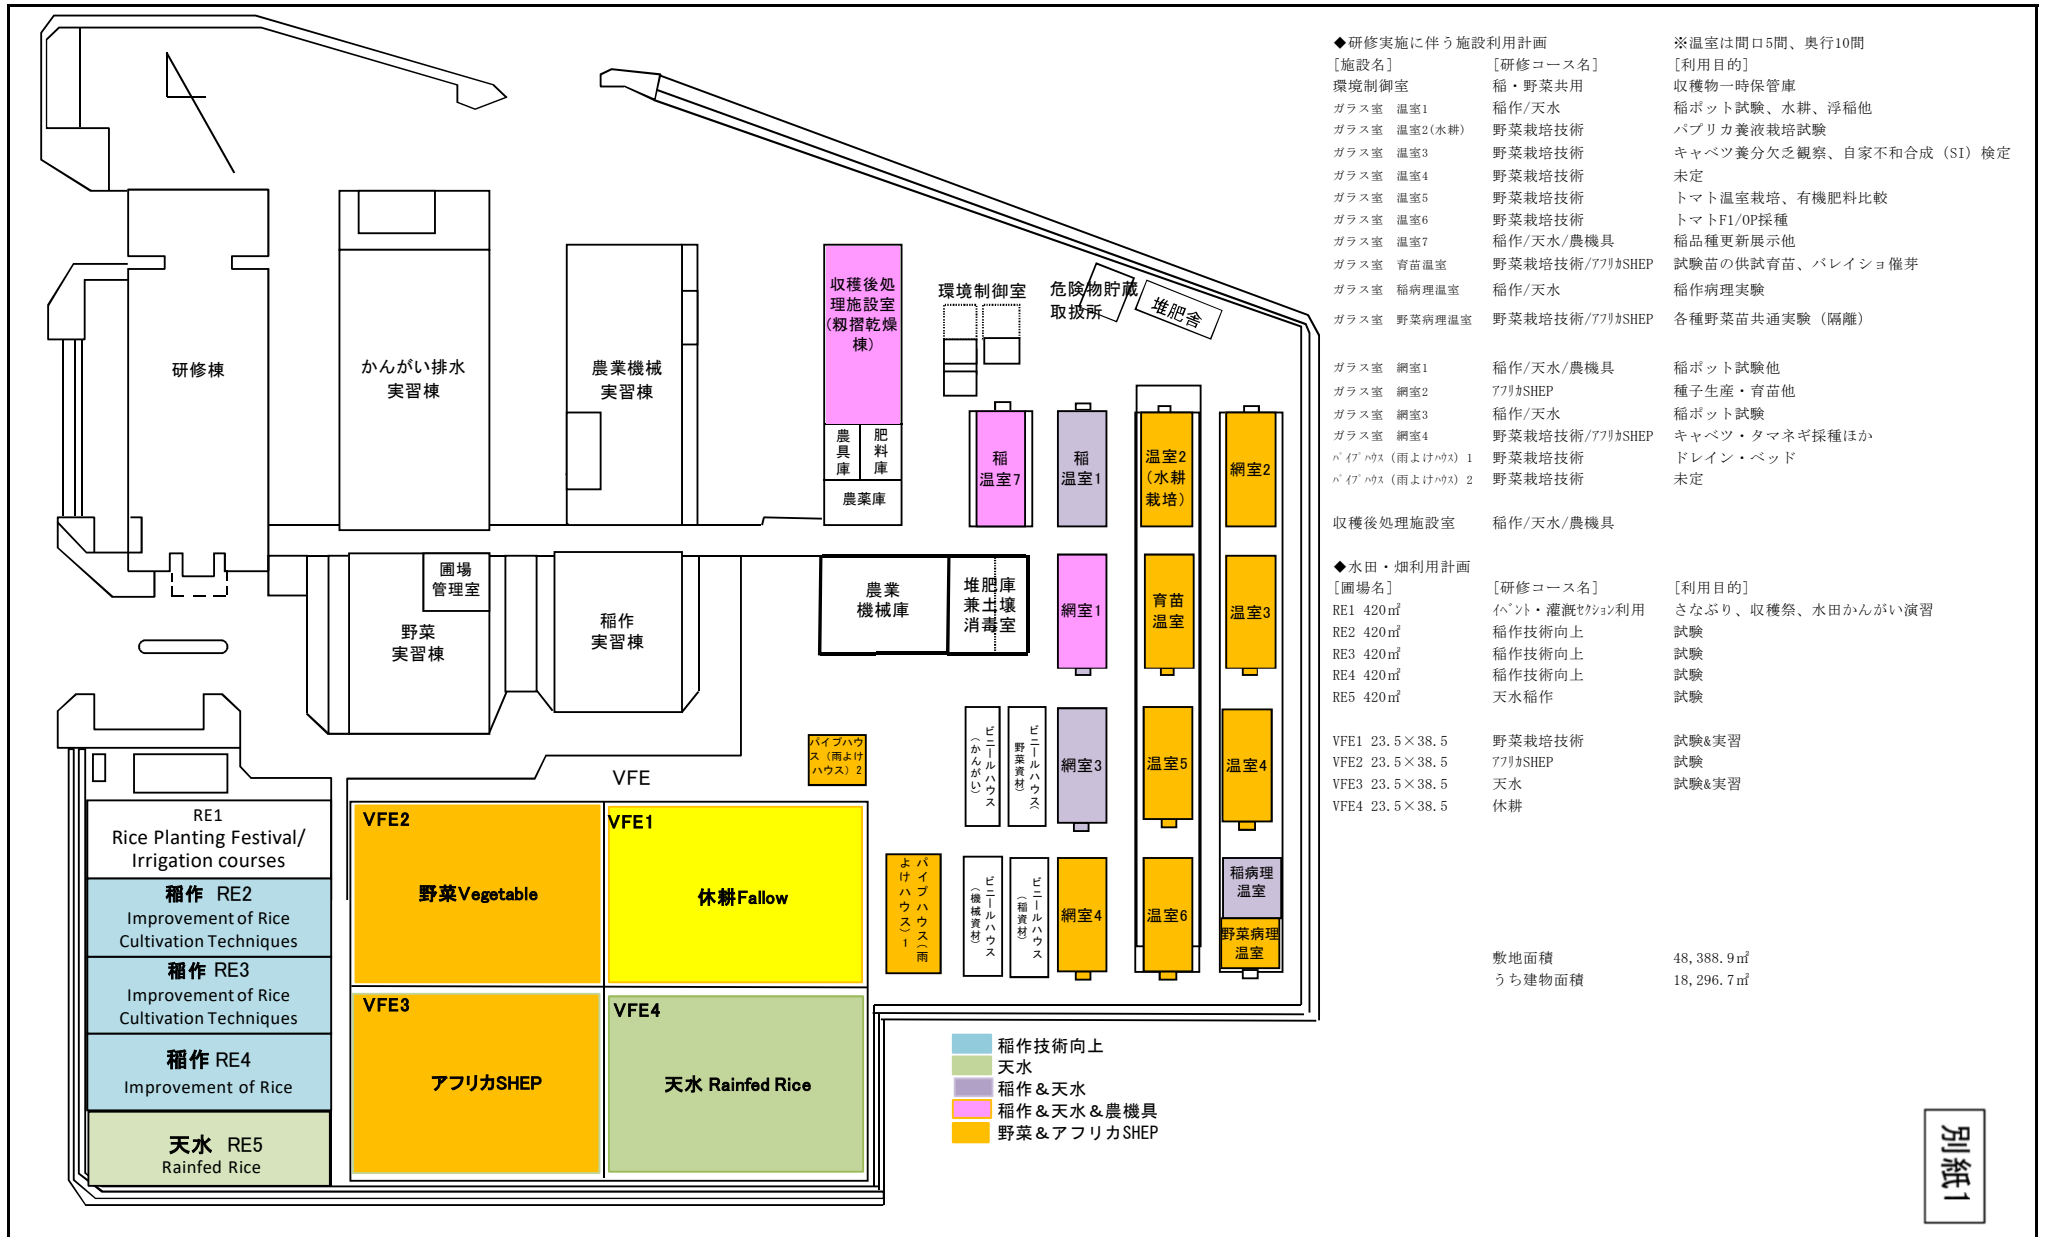 研修棟
かんがい排水
実習棟
農業機械
実習棟
収穫後処
理施設室
(籾摺乾燥
棟)
農具庫
肥料庫
農薬庫
環境制御室
危険物貯蔵
取扱所
堆肥舎
稲
温室7
稲
温室1
温室2
(水耕
栽培)
網室2
圃場
管理室
野菜
実習棟
稲作
実習棟
農業
機械庫
堆肥庫
兼土壌
消毒室
網室1
育苗
温室
温室3
パイプハウ
ス（雨よけ
ハウス）2
ビニールハウス
（かんがい）
ビニールハウス
野菜資材）
網室3
温室5
温室4
パイプハウス（雨
よけハウス）1
ビニールハウス
（機械資材）
ビニールハウス
（稲資材）
網室4
温室6
稲病理
温室
野菜病理
温室
VFE
RE1
Rice Planting Festival/
Irrigation courses
稲作 RE2
Improvement of Rice
Cultivation Techniques
稲作 RE3
Improvement of Rice
Cultivation Techniques
稲作 RE4
Improvement of Rice
天水 RE5
Rainfed Rice
VFE2
野菜Vegetable
VFE1
休耕Fallow
VFE3
アフリカSHEP
VFE4
天水 Rainfed Rice
稲作技術向上
天水
稲作＆天水
稲作＆天水＆農機具
野菜＆アフリカSHEP
◆研修実施に伴う施設利用計画 ※温室は間口5間、奥行10間
[施設名] [研修コース名] [利用目的]
環境制御室 稲・野菜共用 収穫物一時保管庫
ガラス室 温室1 稲作/天水 稲ポット試験、水耕、浮稲他
ガラス室 温室2(水耕) 野菜栽培技術 パプリカ養液栽培試験
ガラス室 温室3 野菜栽培技術 キャベツ養分欠乏観察、自家不和合成（SI）検定
ガラス室 温室4 野菜栽培技術 未定
ガラス室 温室5 野菜栽培技術 トマト温室栽培、有機肥料比較
ガラス室 温室6 野菜栽培技術 トマトF1/OP採種
ガラス室 温室7 稲作/天水/農機具 稲品種更新展示他
ガラス室 育苗温室 野菜栽培技術/ｱﾌﾘｶSHEP 試験苗の供試育苗、バレイショ催芽
ガラス室 稲病理温室 稲作/天水 稲作病理実験
ガラス室 野菜病理温室 野菜栽培技術/ｱﾌﾘｶSHEP 各種野菜苗共通実験（隔離）
ガラス室 網室1 稲作/天水/農機具 稲ポット試験他
ガラス室 網室2 ｱﾌﾘｶSHEP 種子生産・育苗他
ガラス室 網室3 稲作/天水 稲ポット試験
ガラス室 網室4 野菜栽培技術/ｱﾌﾘｶSHEP キャベツ・タマネギ採種ほか
ﾊﾟｲﾌﾟﾊｳｽ（雨よけﾊｳｽ）1 野菜栽培技術 ドレイン・ベッド
ﾊﾟｲﾌﾟﾊｳｽ（雨よけﾊｳｽ）2 野菜栽培技術 未定
収穫後処理施設室 稲作/天水/農機具
◆水田・畑利用計画
[圃場名] [研修コース名] [利用目的]
RE1 420㎡ ｲﾍﾞﾝﾄ・灌漑ｾｸｼｮﾝ利用 さなぶり、収穫祭、水田かんがい演習
RE2 420㎡ 稲作技術向上 試験
RE3 420㎡ 稲作技術向上 試験
RE4 420㎡ 稲作技術向上 試験
RE5 420㎡ 天水稲作 試験
VFE1 23.5×38.5 野菜栽培技術 試験&実習
VFE2 23.5×38.5 ｱﾌﾘｶSHEP 試験
VFE3 23.5×38.5 天水 試験&実習
VFE4 23.5×38.5 休耕
敷地面積 48,388.9㎡
うち建物面積 18,296.7㎡
別紙1